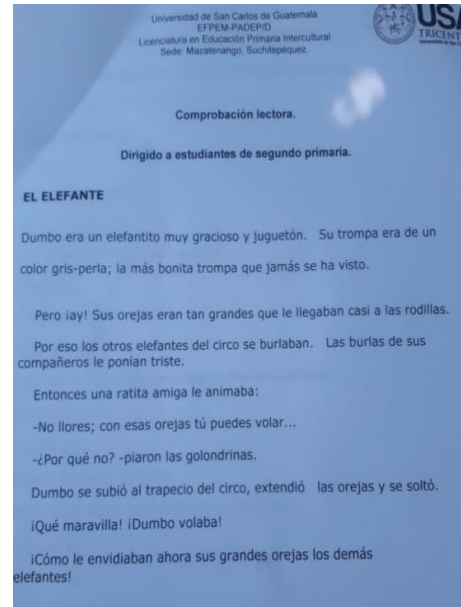 Universidad de San Carlos de Guatemala
EFPEM-PADEP/D
Licenciatura en Educación Primaria Intercultural
Sede: Mazatenango, Suchitepéquez.
USA
TRICENT
Comprobación lectora.
Dirigido a estudiantes de segundo primaria.
EL ELEFANTE
Dumbo era un elefantito muy gracioso y juguetón. Su trompa era de un
color gris-perla; la más bonita trompa que jamás se ha visto.
Pero ¡ay! Sus orejas eran tan grandes que le llegaban casi a las rodillas.
Por eso los otros elefantes del circo se burlaban. Las burlas de sus
compañeros le ponían triste.
Entonces una ratita amiga le animaba:
-No llores; con esas orejas tú puedes volar...
-¿Por qué no? -piaron las golondrinas.
Dumbo se subió al trapecio del circo, extendió las orejas y se soltó.
¡Qué maravilla! ¡Dumbo volaba!
¡Cómo le envidiaban ahora sus grandes orejas los demás
elefantes!